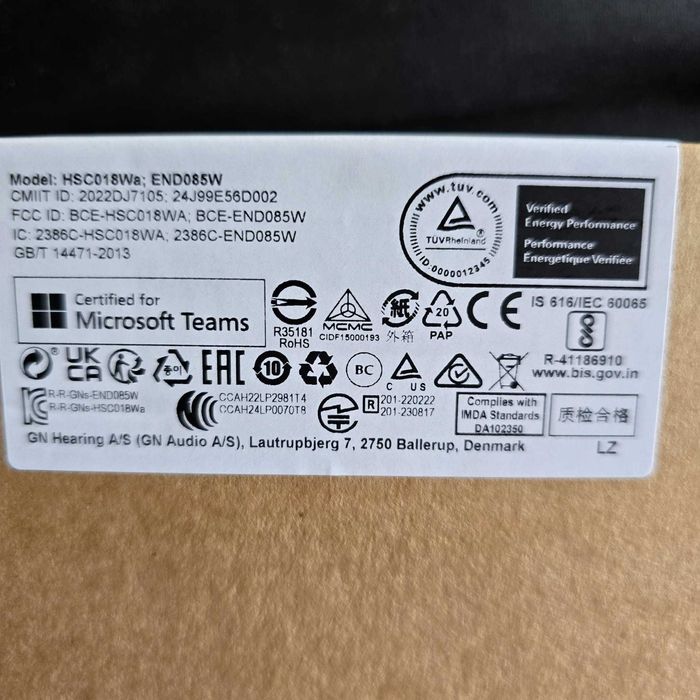 Model: HSC018Wa; END085W
CMIIT ID: 2022DJ7105; 24J99E56D002
FCC ID: BCE-HSC018WA; BCE-END085W
IC: 2386C-HSC018WA; 2386C-END085W
GB/T 14471-2013
www.tuv.com
TÜVRheinland
ID:0000012345
Verified
Energy Performance
Performance
Énergetique Verifiee
Certified for
Microsoft Teams
R35181
RoHS
MCMC
CIDF15000193
紙
外箱
20
PAP
CE
IS 616/IEC 60065
R-41186910
www.bis.gov.in
UK
CA
종이
EAC
10
BC
C US
R-R-GNs-END085W
R-R-GNs-HSC018Wa
CCAH22LP2981T4
CCAH24LP0070T8
R 201-220222
201-230817
Complies with
IMDA Standards
DA102350
质检合格
GN Hearing A/S (GN Audio A/S), Lautrupbjerg 7, 2750 Ballerup, Denmark
LZ